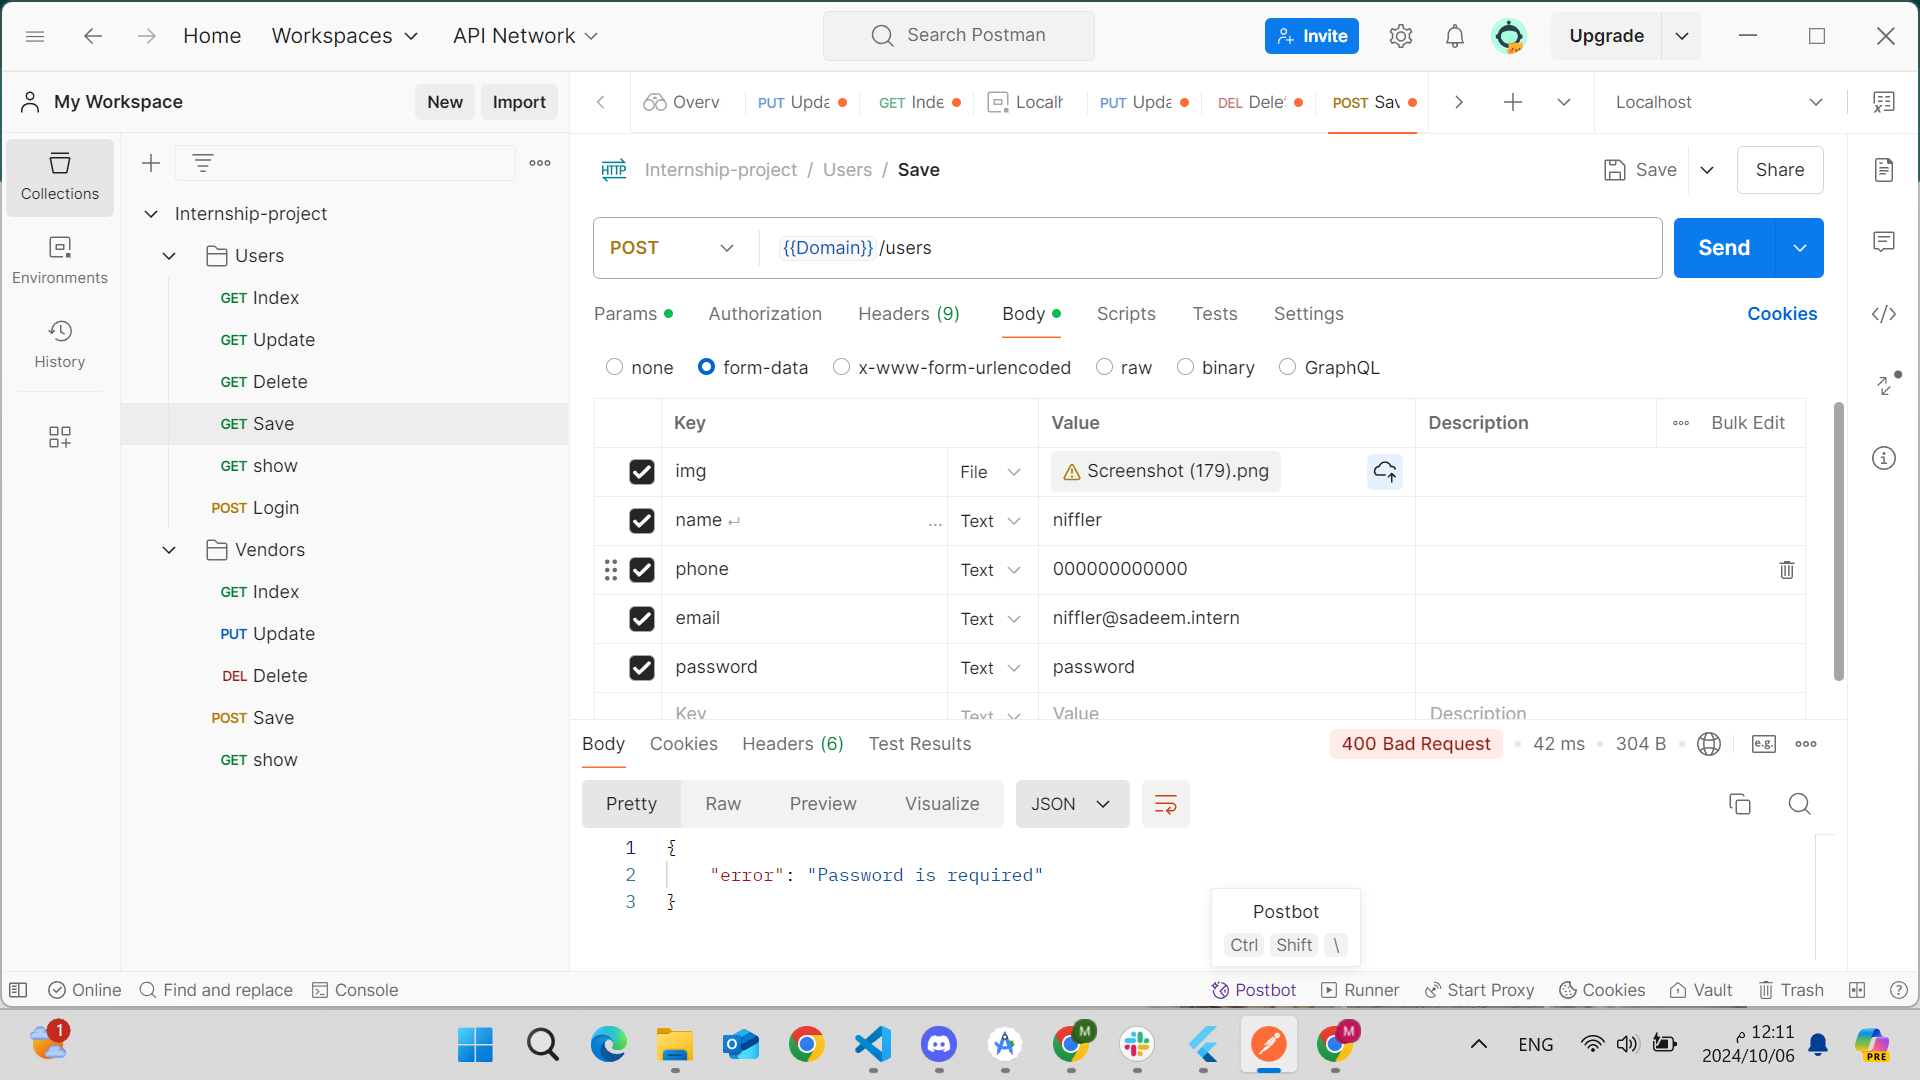 Home
Workspaces
API Network
Search Postman
Invite
Upgrade
My Workspace
New
Import
Overv
PUT Upda
GET Inde
Localh
PUT Upda
DEL Dele
POST Sav
Localhost
Collections
Environments
History
Internship-project
Users
GET Index
GET Update
GET Delete
GET Save
GET show
POST Login
Vendors
GET Index
PUT Update
DEL Delete
POST Save
GET show
HTTP
Internship-project / Users / Save
Save
Share
POST
{{Domain}} /users
Send
Params
Authorization
Headers (9)
Body
Scripts
Tests
Settings
Cookies
none
form-data
x-www-form-urlencoded
raw
binary
GraphQL
Key Value Description ••• Bulk Edit
img File Screenshot (179).png
name ↵ ... Text niffler
phone Text 000000000000
email Text niffler@sadeem.intern
password Text password
Key Text Value Description
Body
Cookies
Headers (6)
Test Results
400 Bad Request • 42 ms • 304 B
e.g.
Pretty
Raw
Preview
Visualize
JSON
1 {
2 "error": "Password is required"
3 }
Postbot
Ctrl Shift \
Online
Find and replace
Console
Postbot
Runner
Start Proxy
Cookies
Vault
Trash
1
M
M
ENG
12:11 م
2024/10/06
PRE